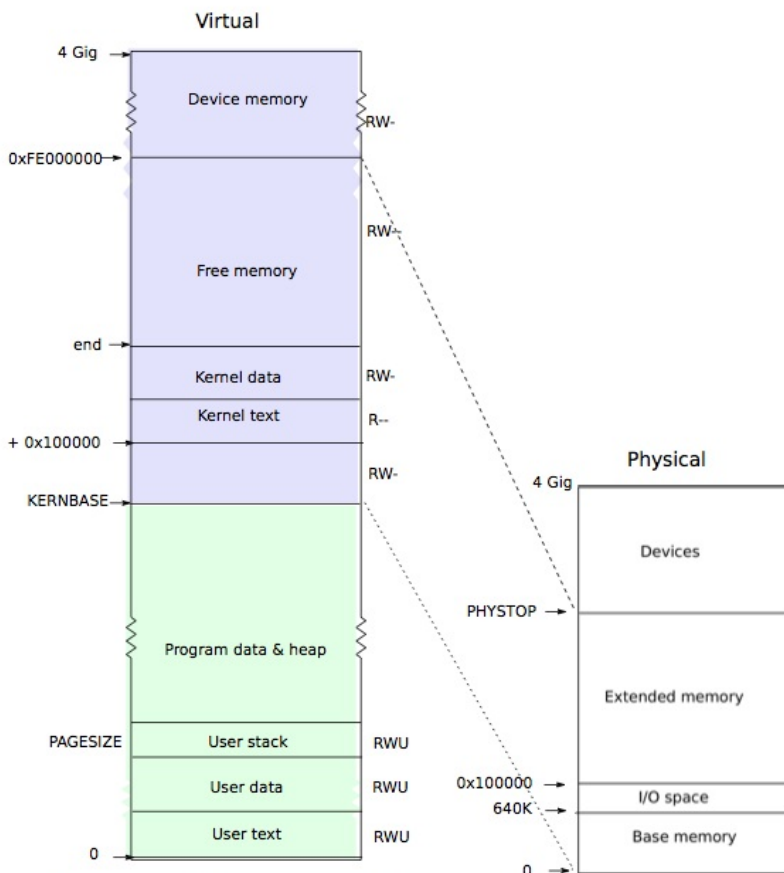 Virtual
4 Gig
Device memory
RW-
0xFE000000
RW--
Free memory
end
Kernel data
RW-
Kernel text
R--
+ 0x100000
RW-
KERNBASE
Program data & heap
PAGESIZE
User stack
RWU
User data
RWU
User text
RWU
0
Physical
4 Gig
Devices
PHYSTOP
Extended memory
0x100000
I/O space
640K
Base memory
0